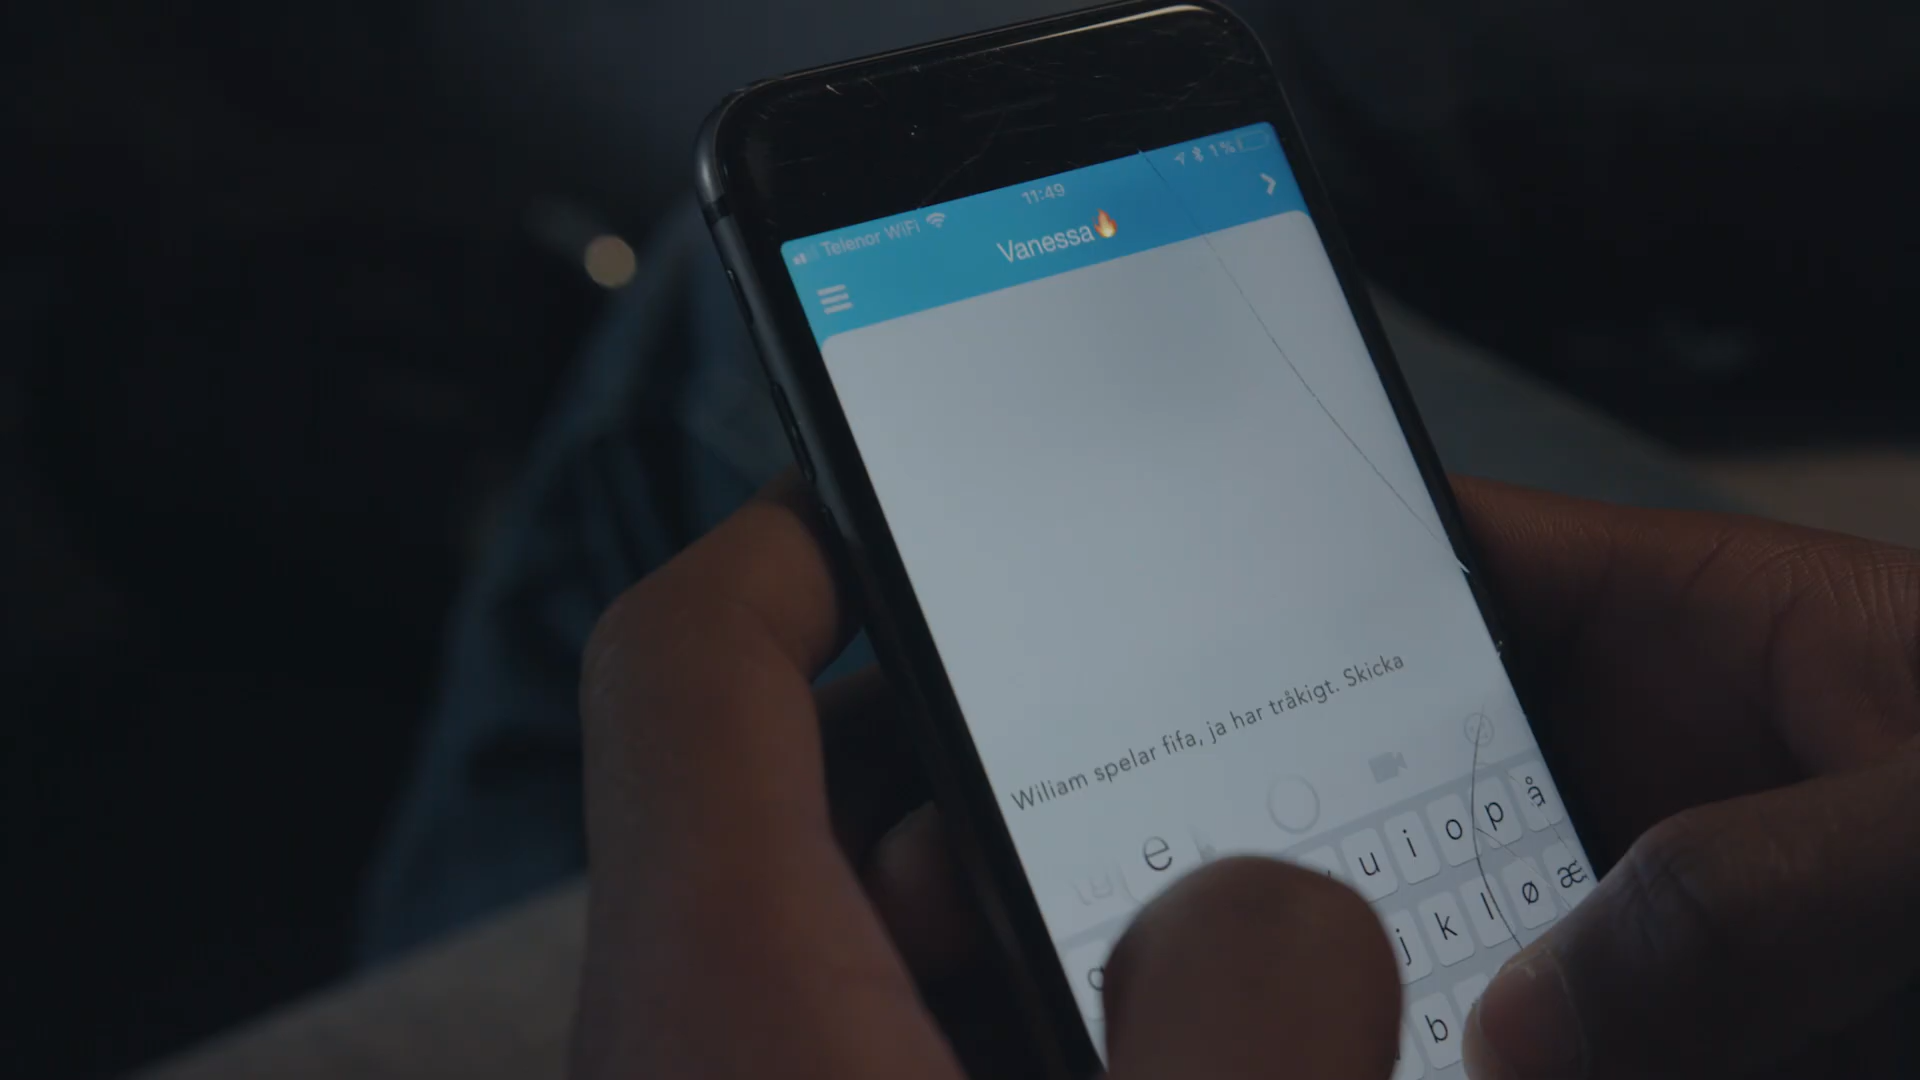 Telenor WiFi 11:49 1%
Vanessa🔥
Wiliam spelar fifa, ja har tråkigt. Skicka
e u i o p å
j k l ø æ
b